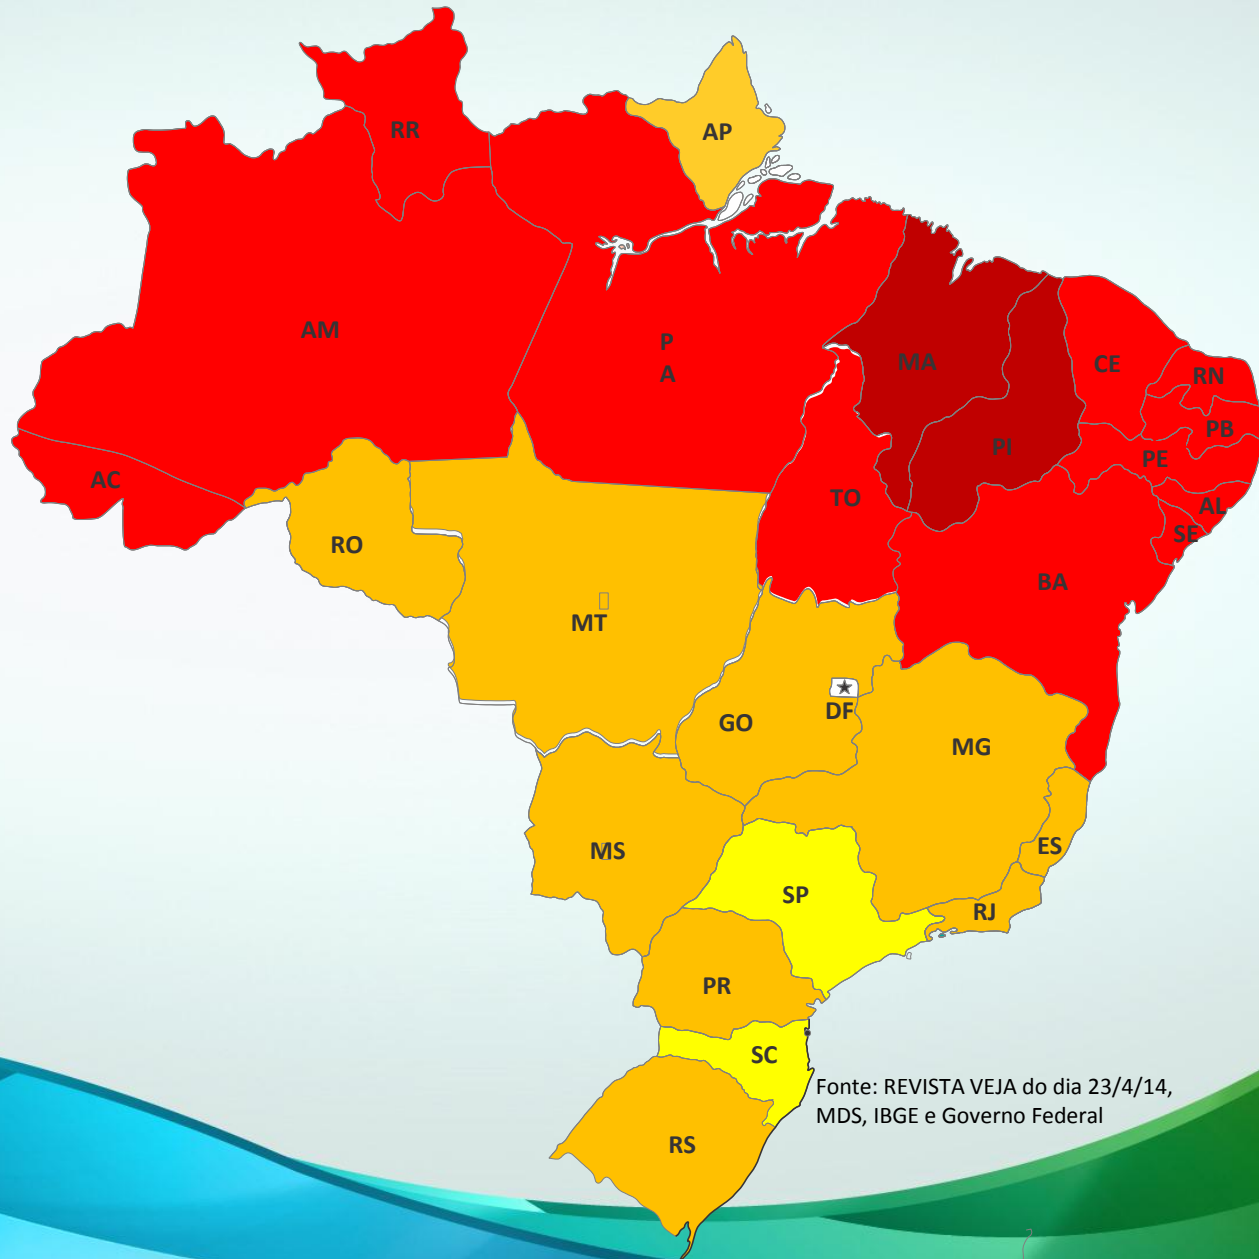 RR
AP
AM
P
A
MA
CE
RN
PB
PI
PE
AC
TO
AL
SE
RO
BA
MT
DF
GO
MG
MS
ES
SP
RJ
PR
SC
Fonte: REVISTA VEJA do dia 23/4/14,
MDS, IBGE e Governo Federal
RS